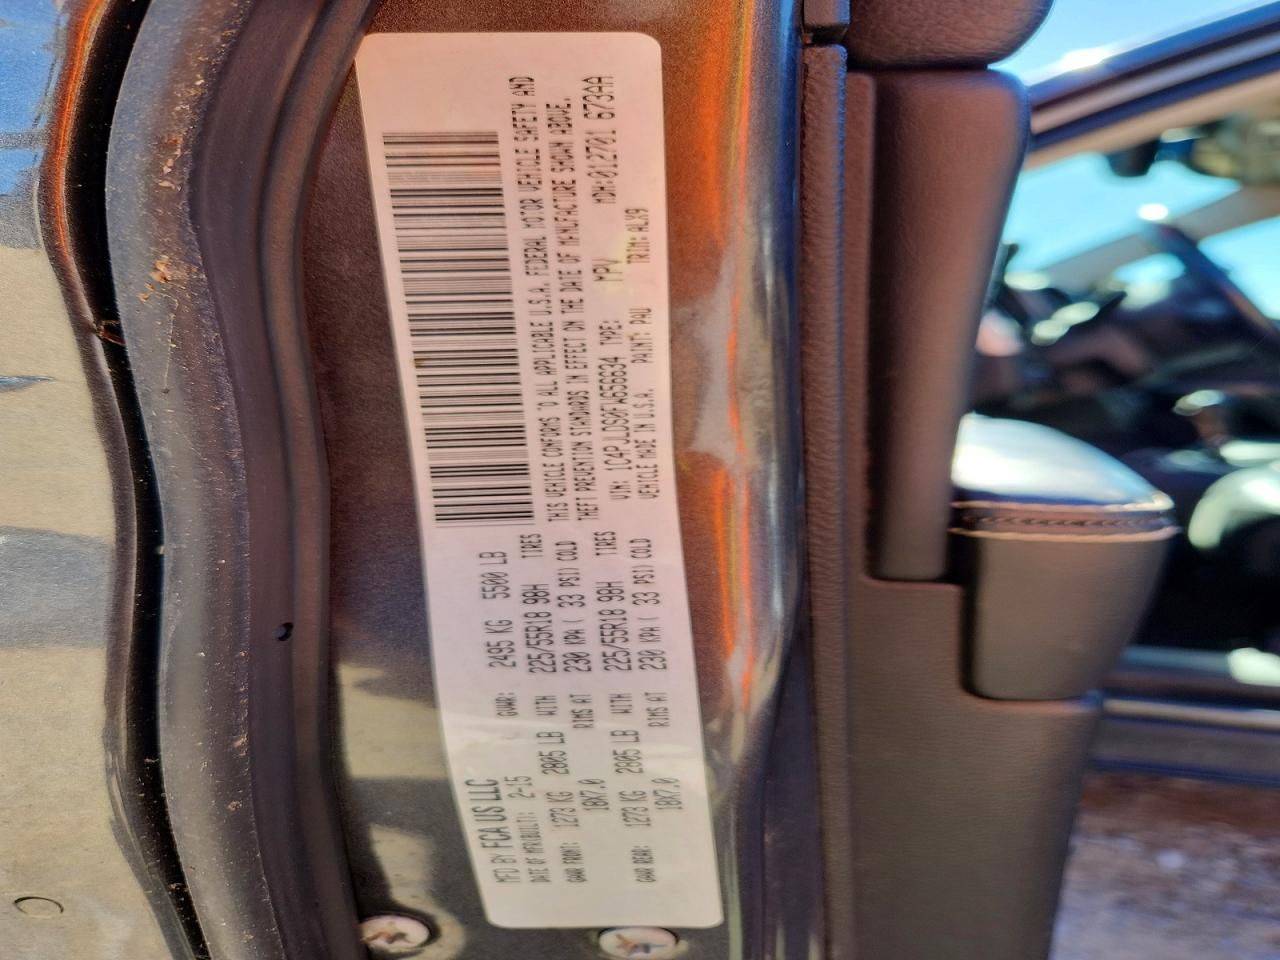 MFD BY FCA US LLC
DATE OF MFR(BUILT): 2-15 GVWR: 2495 KG 5500 LB
GAWR FRONT: 1273 KG 2805 LB WITH 225/55R18 98H TIRES
18X7.0 RIMS AT 230 KPA ( 33 PSI) COLD
GAWR REAR: 1273 KG 2805 LB WITH 225/55R18 98H TIRES
18X7.0 RIMS AT 230 KPA ( 33 PSI) COLD
THIS VEHICLE CONFORMS TO ALL APPLICABLE U.S.A. FEDERAL MOTOR VEHICLE SAFETY AND
THEFT PREVENTION STANDARDS IN EFFECT ON THE DATE OF MANUFACTURE SHOWN ABOVE.
VIN: 1C4PJLDS0FW656634 TYPE: MPV MDH:012701 673AA
VEHICLE MADE IN U.S.A. PAINT: PAU TRIM: ALX9